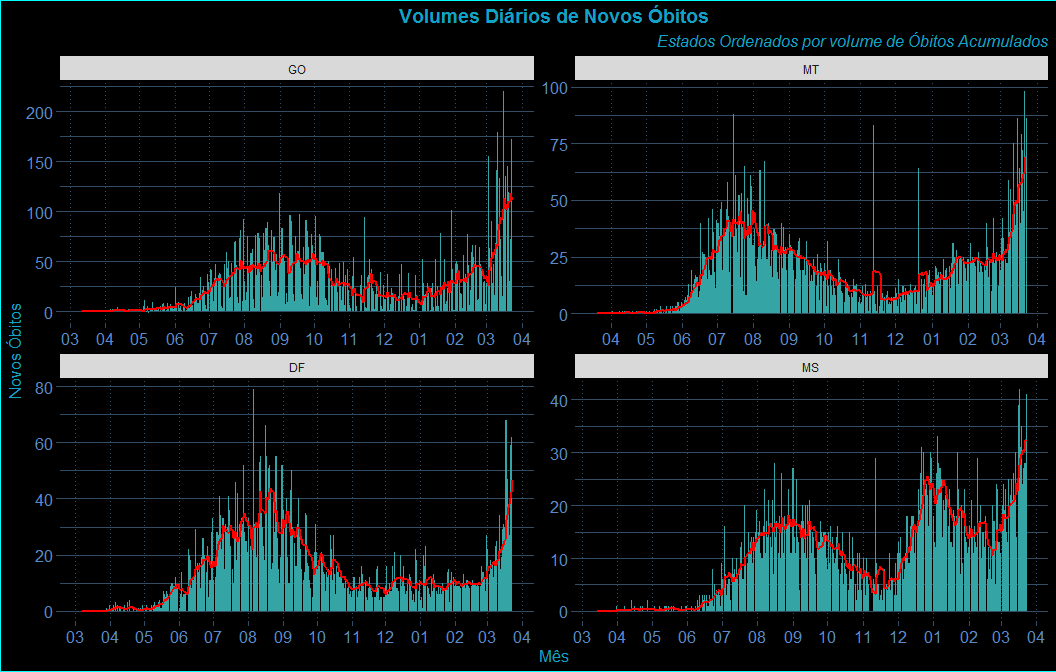 Volumes Diários de Novos Óbitos
Estados Ordenados por volume de Óbitos Acumulados
GO
MT
200
150
100
50
0
03 04 05 06 07 08 09 10 11 12 01 02 03 04
100
75
50
25
0
04 05 06 07 08 09 10 11 12 01 02 03 04
Novos Óbitos
DF
MS
80
60
40
20
0
03 04 05 06 07 08 09 10 11 12 01 02 03 04
40
30
20
10
0
03 04 05 06 07 08 09 10 11 12 01 02 03 04
Mês